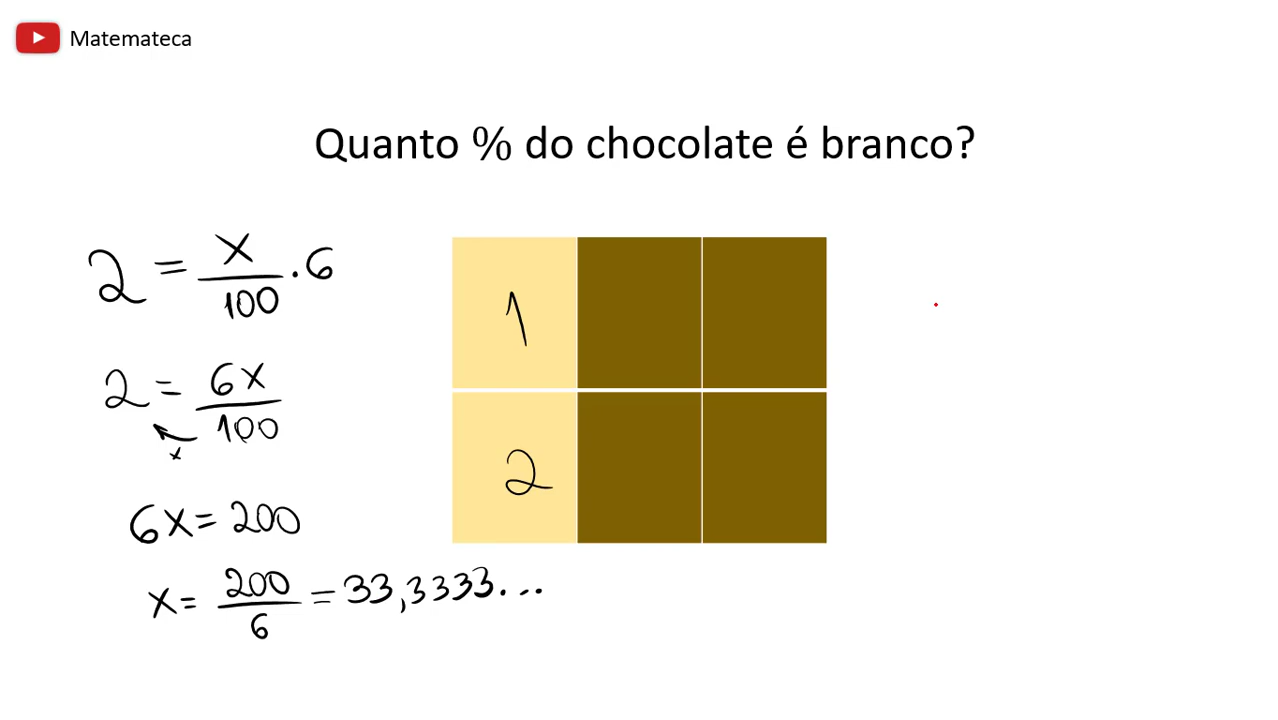 Matemateca
Quanto % do chocolate é branco?
2 = x/100 · 6
2 = 6x/100
x
6x = 200
x = 200/6 = 33,3333...
1
2